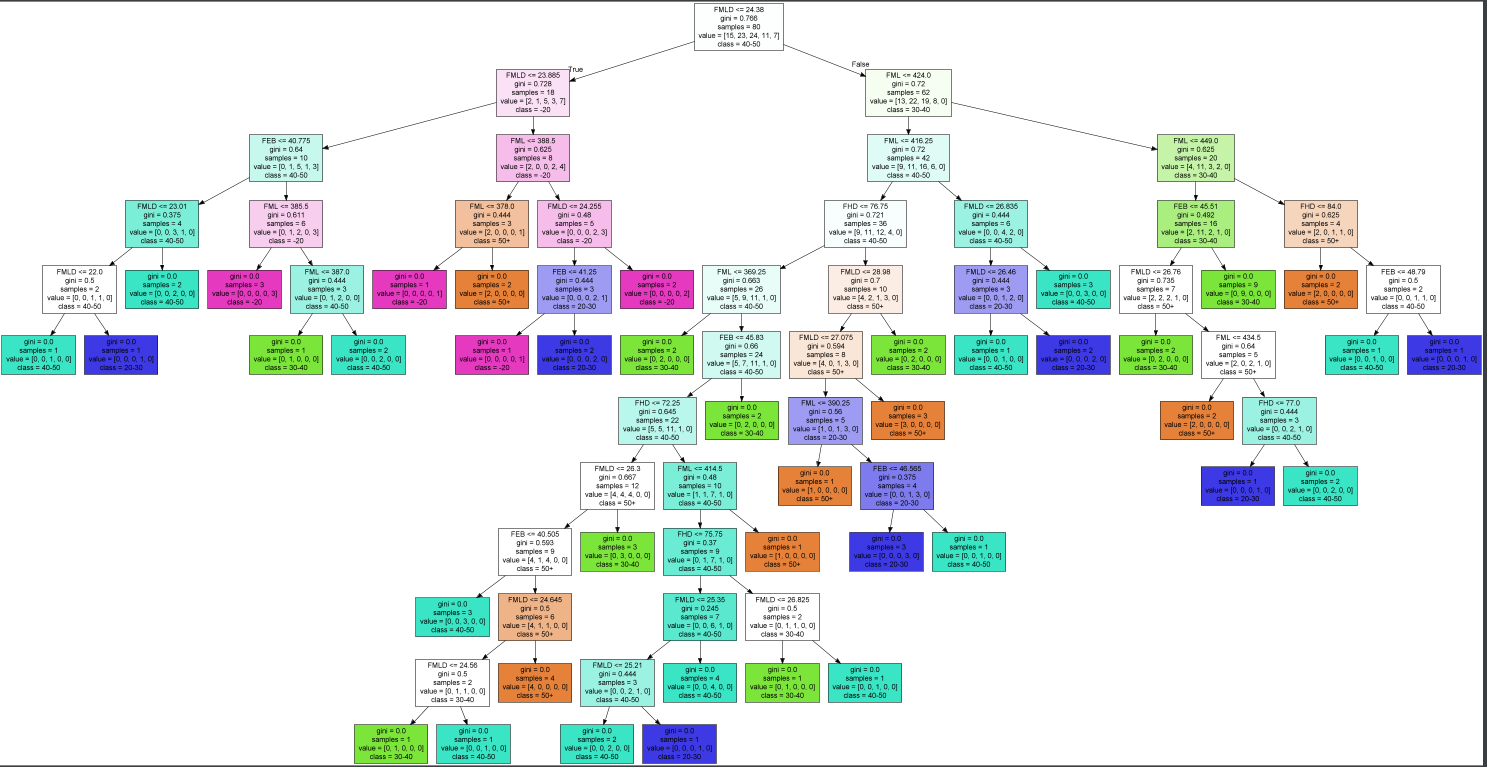 FMLD <= 24.38
gini = 0.766
samples = 80
value = [15, 23, 24, 11, 7]
class = 40-50
True
False
FMLD <= 23.885
gini = 0.728
samples = 18
value = [2, 1, 5, 3, 7]
class = -20
FML <= 424.0
gini = 0.72
samples = 62
value = [13, 22, 19, 8, 0]
class = 30-40
FEB <= 40.775
gini = 0.64
samples = 10
value = [0, 1, 5, 1, 3]
class = 40-50
FML <= 388.5
gini = 0.625
samples = 8
value = [2, 0, 0, 2, 4]
class = -20
FML <= 416.25
gini = 0.72
samples = 42
value = [9, 11, 16, 6, 0]
class = 40-50
FML <= 449.0
gini = 0.625
samples = 20
value = [4, 11, 3, 2, 0]
class = 30-40
FMLD <= 23.01
gini = 0.375
samples = 4
value = [0, 0, 3, 1, 0]
class = 40-50
FML <= 385.5
gini = 0.611
samples = 6
value = [0, 1, 2, 0, 3]
class = -20
FML <= 378.0
gini = 0.444
samples = 3
value = [2, 0, 0, 0, 1]
class = 50+
FMLD <= 24.255
gini = 0.48
samples = 5
value = [0, 0, 0, 2, 3]
class = -20
FHD <= 76.75
gini = 0.721
samples = 36
value = [9, 11, 12, 4, 0]
class = 40-50
FMLD <= 26.635
gini = 0.444
samples = 6
value = [0, 0, 4, 2, 0]
class = 40-50
FEB <= 45.51
gini = 0.492
samples = 16
value = [2, 11, 2, 1, 0]
class = 30-40
FHD <= 84.0
gini = 0.625
samples = 4
value = [2, 0, 1, 1, 0]
class = 50+
FMLD <= 22.0
gini = 0.5
samples = 2
value = [0, 0, 1, 1, 0]
class = 40-50
gini = 0.0
samples = 2
value = [0, 0, 2, 0, 0]
class = 40-50
gini = 0.0
samples = 3
value = [0, 0, 0, 0, 3]
class = -20
FML <= 387.0
gini = 0.444
samples = 3
value = [0, 1, 2, 0, 0]
class = 40-50
gini = 0.0
samples = 1
value = [0, 0, 0, 0, 1]
class = -20
gini = 0.0
samples = 2
value = [2, 0, 0, 0, 0]
class = 50+
FEB <= 41.25
gini = 0.444
samples = 3
value = [0, 0, 0, 2, 1]
class = 20-30
gini = 0.0
samples = 2
value = [0, 0, 0, 0, 2]
class = -20
FML <= 369.25
gini = 0.663
samples = 26
value = [5, 9, 11, 1, 0]
class = 40-50
FMLD <= 28.98
gini = 0.7
samples = 10
value = [4, 2, 1, 3, 0]
class = 50+
FMLD <= 26.46
gini = 0.444
samples = 3
value = [0, 0, 1, 2, 0]
class = 20-30
gini = 0.0
samples = 3
value = [0, 0, 3, 0, 0]
class = 40-50
FMLD <= 26.76
gini = 0.735
samples = 7
value = [2, 2, 2, 1, 0]
class = 50+
gini = 0.0
samples = 9
value = [0, 9, 0, 0, 0]
class = 30-40
gini = 0.0
samples = 2
value = [2, 0, 0, 0, 0]
class = 50+
FEB <= 48.79
gini = 0.5
samples = 2
value = [0, 0, 1, 1, 0]
class = 40-50
gini = 0.0
samples = 1
value = [0, 0, 1, 0, 0]
class = 40-50
gini = 0.0
samples = 1
value = [0, 0, 0, 1, 0]
class = 20-30
gini = 0.0
samples = 1
value = [0, 1, 0, 0, 0]
class = 30-40
gini = 0.0
samples = 2
value = [0, 0, 2, 0, 0]
class = 40-50
gini = 0.0
samples = 1
value = [0, 0, 0, 0, 1]
class = -20
gini = 0.0
samples = 2
value = [0, 0, 0, 2, 0]
class = 20-30
gini = 0.0
samples = 2
value = [0, 2, 0, 0, 0]
class = 30-40
FEB <= 45.83
gini = 0.66
samples = 24
value = [5, 7, 11, 1, 0]
class = 40-50
FMLD <= 27.075
gini = 0.594
samples = 8
value = [4, 0, 1, 3, 0]
class = 50+
gini = 0.0
samples = 2
value = [0, 2, 0, 0, 0]
class = 30-40
gini = 0.0
samples = 1
value = [0, 0, 1, 0, 0]
class = 40-50
gini = 0.0
samples = 2
value = [0, 0, 0, 2, 0]
class = 20-30
gini = 0.0
samples = 2
value = [0, 2, 0, 0, 0]
class = 30-40
FML <= 434.5
gini = 0.64
samples = 5
value = [2, 0, 2, 1, 0]
class = 50+
gini = 0.0
samples = 1
value = [0, 0, 1, 0, 0]
class = 40-50
gini = 0.0
samples = 1
value = [0, 0, 0, 1, 0]
class = 20-30
FHD <= 72.25
gini = 0.645
samples = 22
value = [5, 5, 11, 1, 0]
class = 40-50
gini = 0.0
samples = 2
value = [0, 2, 0, 0, 0]
class = 30-40
FML <= 390.25
gini = 0.56
samples = 5
value = [1, 0, 1, 3, 0]
class = 20-30
gini = 0.0
samples = 3
value = [3, 0, 0, 0, 0]
class = 50+
gini = 0.0
samples = 2
value = [2, 0, 0, 0, 0]
class = 50+
FHD <= 77.0
gini = 0.444
samples = 3
value = [0, 0, 2, 1, 0]
class = 40-50
FMLD <= 26.3
gini = 0.667
samples = 12
value = [4, 4, 4, 0, 0]
class = 50+
FML <= 414.5
gini = 0.48
samples = 10
value = [1, 1, 7, 1, 0]
class = 40-50
gini = 0.0
samples = 1
value = [1, 0, 0, 0, 0]
class = 50+
FEB <= 46.565
gini = 0.375
samples = 4
value = [0, 0, 1, 3, 0]
class = 20-30
gini = 0.0
samples = 1
value = [0, 0, 0, 1, 0]
class = 20-30
gini = 0.0
samples = 2
value = [0, 0, 2, 0, 0]
class = 40-50
FEB <= 40.505
gini = 0.593
samples = 9
value = [4, 1, 4, 0, 0]
class = 50+
gini = 0.0
samples = 3
value = [0, 3, 0, 0, 0]
class = 30-40
FHD <= 75.75
gini = 0.37
samples = 9
value = [0, 1, 7, 1, 0]
class = 40-50
gini = 0.0
samples = 1
value = [1, 0, 0, 0, 0]
class = 50+
gini = 0.0
samples = 3
value = [0, 0, 0, 3, 0]
class = 20-30
gini = 0.0
samples = 1
value = [0, 0, 1, 0, 0]
class = 40-50
gini = 0.0
samples = 3
value = [0, 0, 3, 0, 0]
class = 40-50
FMLD <= 24.645
gini = 0.5
samples = 6
value = [4, 1, 1, 0, 0]
class = 50+
FMLD <= 25.35
gini = 0.245
samples = 7
value = [0, 0, 6, 1, 0]
class = 40-50
FMLD <= 26.825
gini = 0.5
samples = 2
value = [0, 1, 1, 0, 0]
class = 30-40
FMLD <= 24.56
gini = 0.5
samples = 2
value = [0, 1, 1, 0, 0]
class = 30-40
gini = 0.0
samples = 4
value = [4, 0, 0, 0, 0]
class = 50+
FMLD <= 25.21
gini = 0.444
samples = 3
value = [0, 0, 2, 1, 0]
class = 40-50
gini = 0.0
samples = 4
value = [0, 0, 4, 0, 0]
class = 40-50
gini = 0.0
samples = 1
value = [0, 1, 0, 0, 0]
class = 30-40
gini = 0.0
samples = 1
value = [0, 0, 1, 0, 0]
class = 40-50
gini = 0.0
samples = 1
value = [0, 1, 0, 0, 0]
class = 30-40
gini = 0.0
samples = 1
value = [0, 0, 1, 0, 0]
class = 40-50
gini = 0.0
samples = 2
value = [0, 0, 2, 0, 0]
class = 40-50
gini = 0.0
samples = 1
value = [0, 0, 0, 1, 0]
class = 20-30